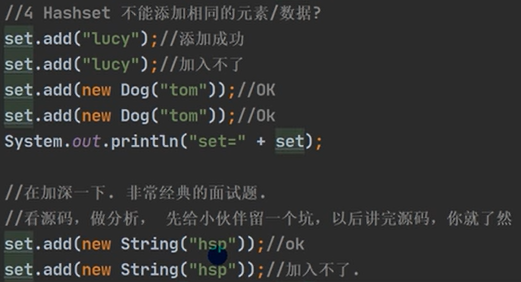 //4 Hashset 不能添加相同的元素/数据?
set.add("lucy");//添加成功
set.add("lucy");//加入不了
set.add(new Dog("tom"));//OK
set.add(new Dog("tom"));//Ok
System.out.println("set=" + set);
//在加深一下. 非常经典的面试题.
//看源码,做分析, 先给小伙伴留一个坑,以后讲完源码,你就了然
set.add(new String("hsp"));//ok
set.add(new String("hsp"));//加入不了.